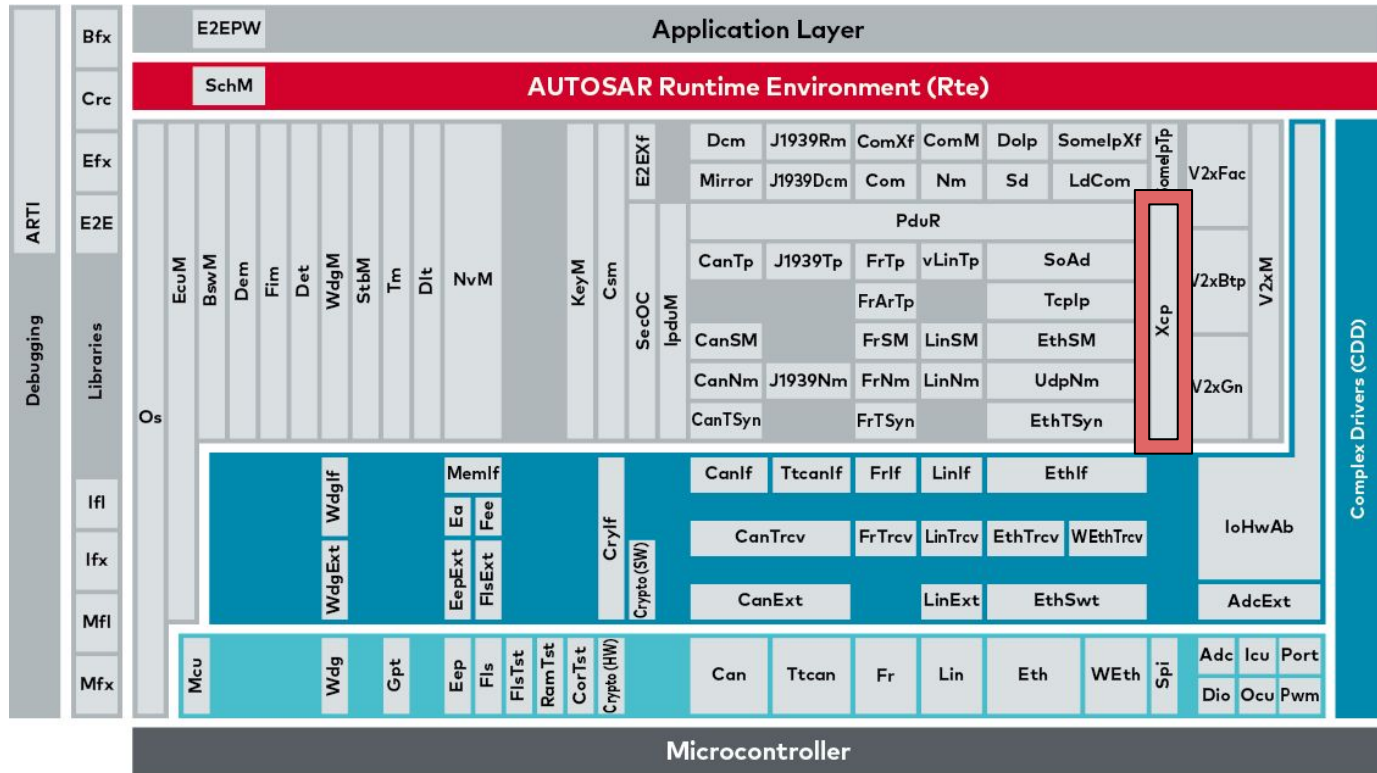 ARTI
Debugging
Bfx
Crc
Efx
E2E
Libraries
Ifl
Ifx
Mfl
Mfx
E2EPW
Application Layer
SchM
AUTOSAR Runtime Environment (Rte)
Os
EcuM
BswM
Dem
Fim
Det
WdgM
StbM
Tm
Dlt
NvM
KeyM
Csm
E2EXf
SecOC
IpduM
Dcm J1939Rm ComXf ComM DoIp SomeIpXf
Mirror J1939Dcm Com Nm Sd LdCom
PduR
CanTp J1939Tp FrTp vLinTp SoAd
FrArTp TcpIp
CanSM FrSM LinSM EthSM
CanNm J1939Nm FrNm LinNm UdpNm
CanTSyn FrTSyn EthTSyn
Xcp
V2xFac
V2xBtp
V2xGn
V2xM
Complex Drivers (CDD)
WdgIf
WdgExt
MemIf
Ea
Fee
EepExt
FlsExt
CryIf
Crypto (SW)
CanIf TtcanIf FrIf LinIf EthIf
CanTrcv FrTrcv LinTrcv EthTrcv WEthTrcv
CanExt LinExt EthSwt
IoHwAb
AdcExt
Mcu
Wdg
Gpt
Eep
Fls
FlsTst
RamTst
CorTst
Crypto (HW)
Can Ttcan Fr Lin Eth WEth
Spi
Adc Icu Port
Dio Ocu Pwm
Microcontroller